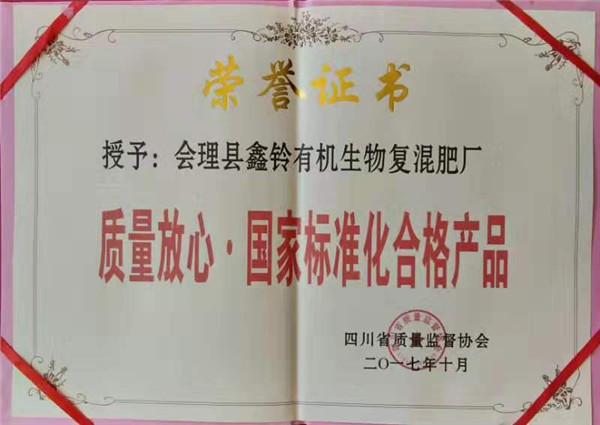 荣誉证书
授予：会理县鑫铃有机生物复混肥厂
质量放心·国家标准化合格产品
四川省质量监督协会
二〇一七年十月